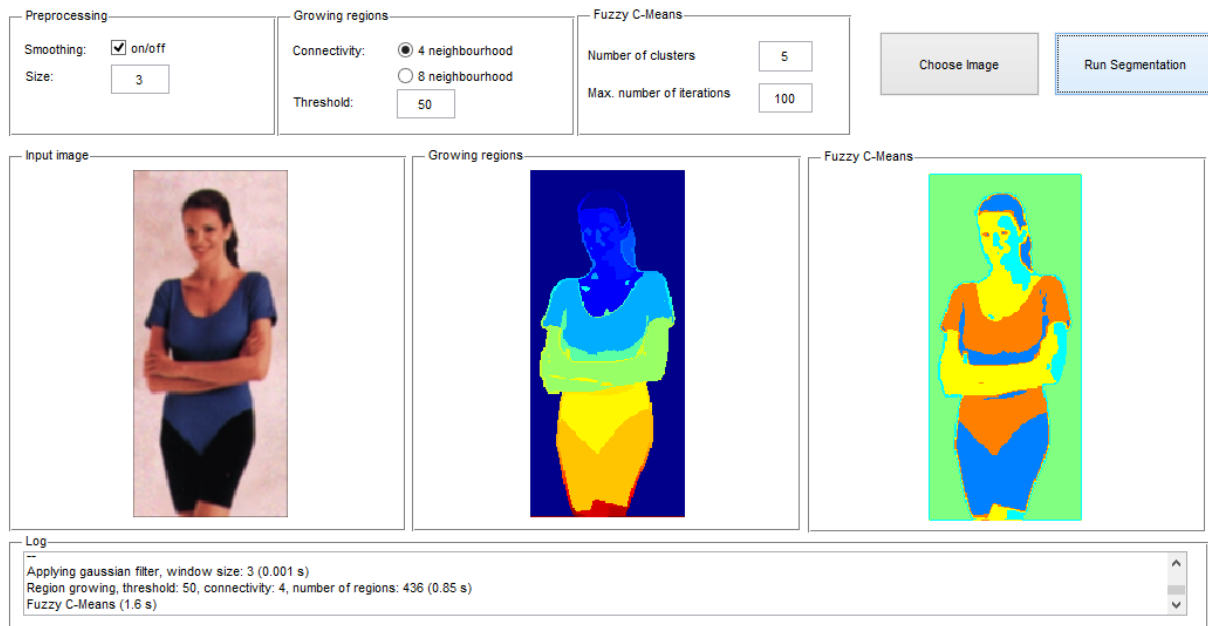 Preprocessing
Smoothing: on/off
Size: 3
Growing regions
Connectivity: 4 neighbourhood
8 neighbourhood
Threshold: 50
Fuzzy C-Means
Number of clusters 5
Max. number of iterations 100
Choose Image
Run Segmentation
Input image
Growing regions
Fuzzy C-Means
Log
--
Applying gaussian filter, window size: 3 (0.001 s)
Region growing, threshold: 50, connectivity: 4, number of regions: 436 (0.85 s)
Fuzzy C-Means (1.6 s)